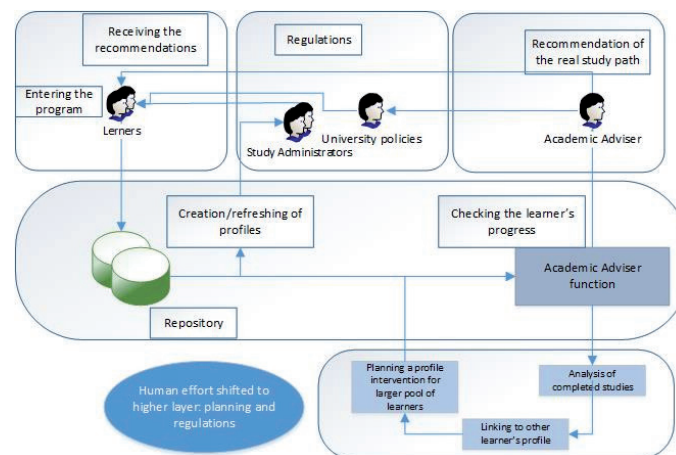 Receiving the
recommendations
Regulations
Recommendation of
the real study path
Entering the
program
Lerners
Study Administrators
University policies
Academic Adviser
Creation/refreshing of
profiles
Checking the learner's
progress
Academic Adviser
function
Repository
Human effort shifted to
higher layer: planning and
regulations
Planning a profile
intervention for
larger pool of
learners
Analysis of
completed studies
Linking to other
learner's profile